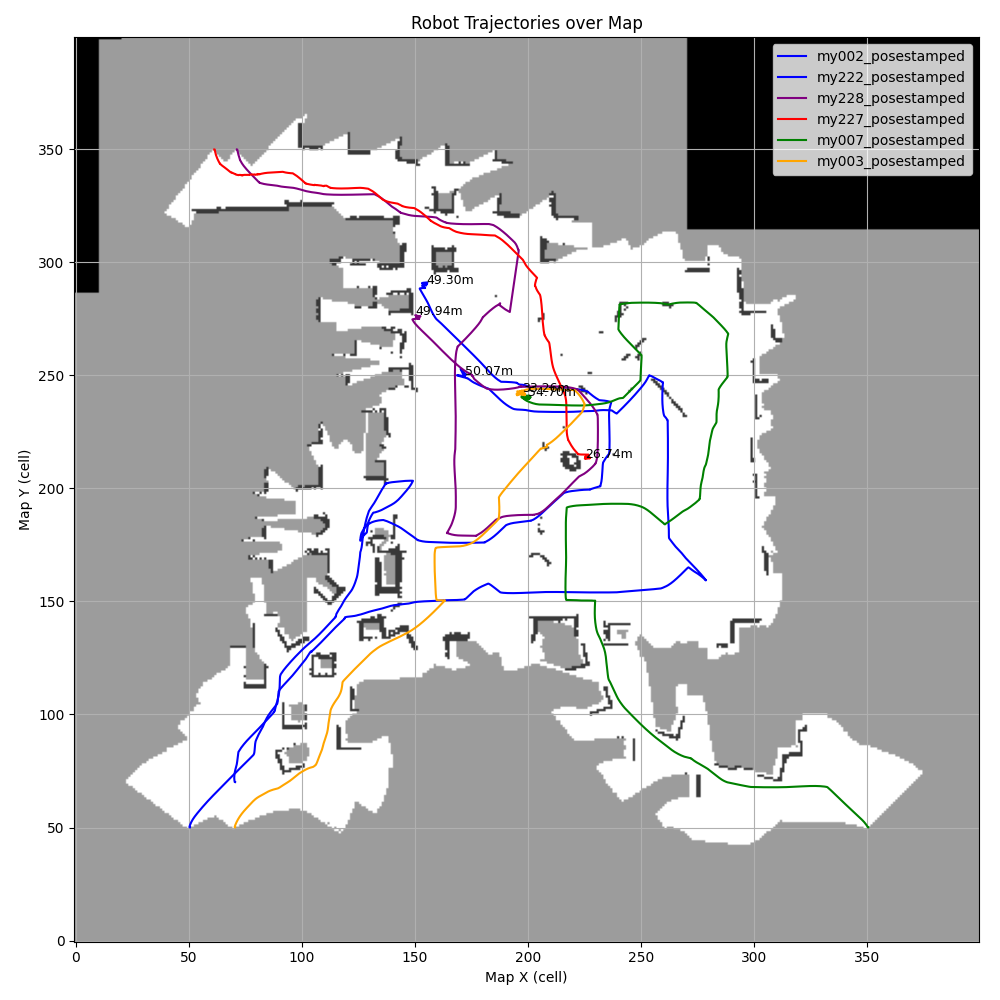 Robot Trajectories over Map
my002_posestamped
my222_posestamped
my228_posestamped
my227_posestamped
my007_posestamped
my003_posestamped
49.30m
49.94m
50.07m
33.26m
54.70m
26.74m
Map Y (cell)
350
300
250
200
150
100
50
0
0 50 100 150 200 250 300 350
Map X (cell)